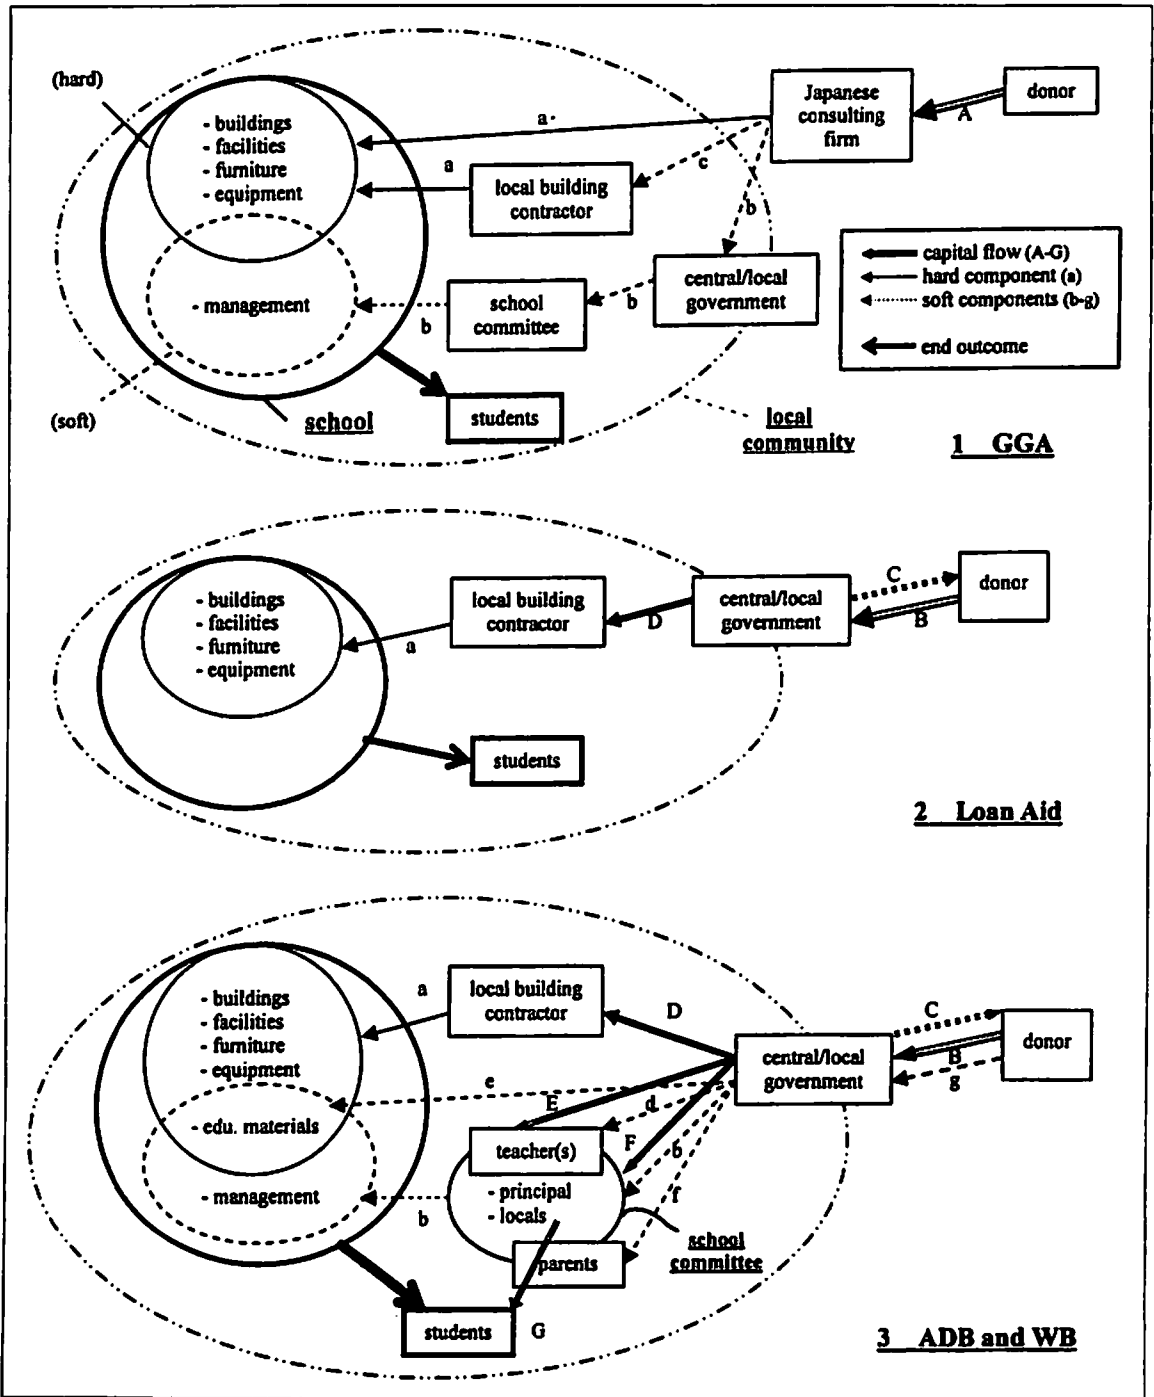 (hard)
- buildings
- facilities
- furniture
- equipment
- management
(soft)
school
a
a
local building
contractor
c
b
Japanese
consulting
firm
A
donor
central/local
government
b
school
committee
b
students
local
community
capital flow (A-G)
hard component (a)
soft components (b-g)
end outcome
1 GGA
- buildings
- facilities
- furniture
- equipment
a
local building
contractor
D
central/local
government
C
B
donor
students
2 Loan Aid
- buildings
- facilities
- furniture
- equipment
- edu. materials
- management
a
local building
contractor
D
central/local
government
C
B
g
donor
e
E
d
F
b
f
teacher(s)
- principal
- locals
parents
b
school
committee
students
G
3 ADB and WB